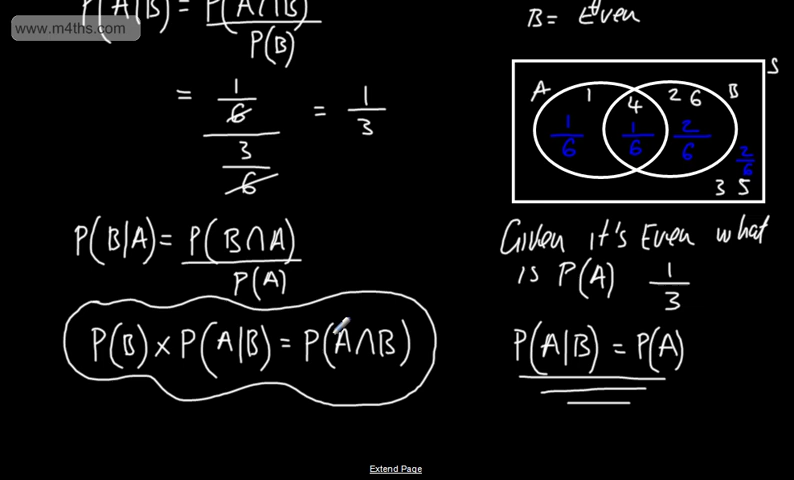 www.m4ths.com
P(A|B) = P(A∩B)
P(B)
= 1/6
3/6
= 1/3
P(B|A) = P(B∩A)
P(A)
P(B) × P(A|B) = P(A∩B)
B = Even
S
A 1 4 2 6 B
1/6 1/6 2/6 2/6
3 5
Given it's Even what
is P(A) 1/3
P(A|B) = P(A)
Extend Page